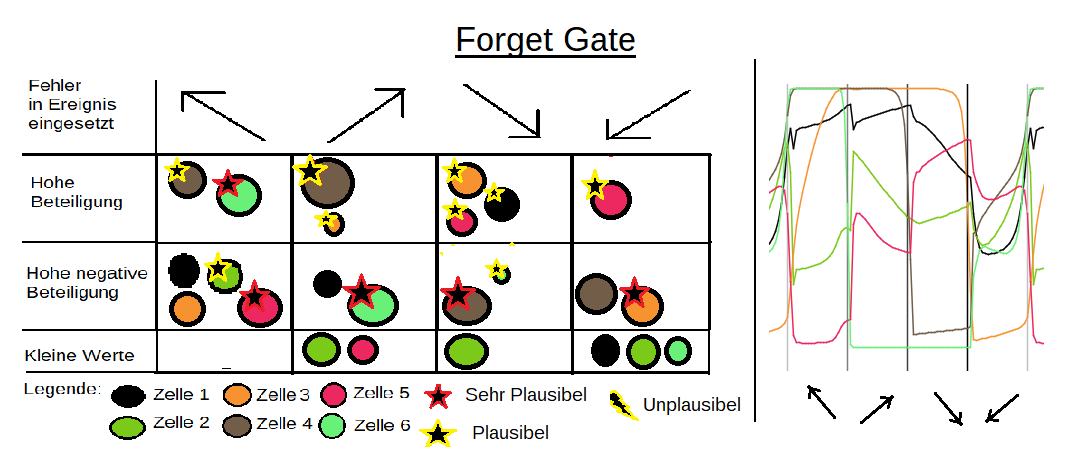 Forget Gate
Fehler
in Ereignis
eingesetzt
Hohe
Beteiligung
Hohe negative
Beteiligung
Kleine Werte
Legende:
Zelle 1
Zelle 3
Zelle 5
Sehr Plausibel
Unplausibel
Zelle 2
Zelle 4
Zelle 6
Plausibel